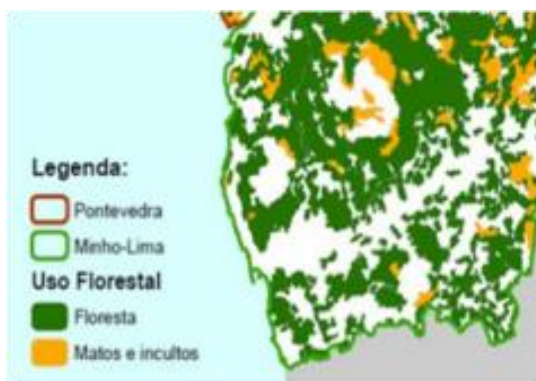 Legenda:
Pontevedra
Minho-Lima
Uso Florestal
Floresta
Matos e incultos